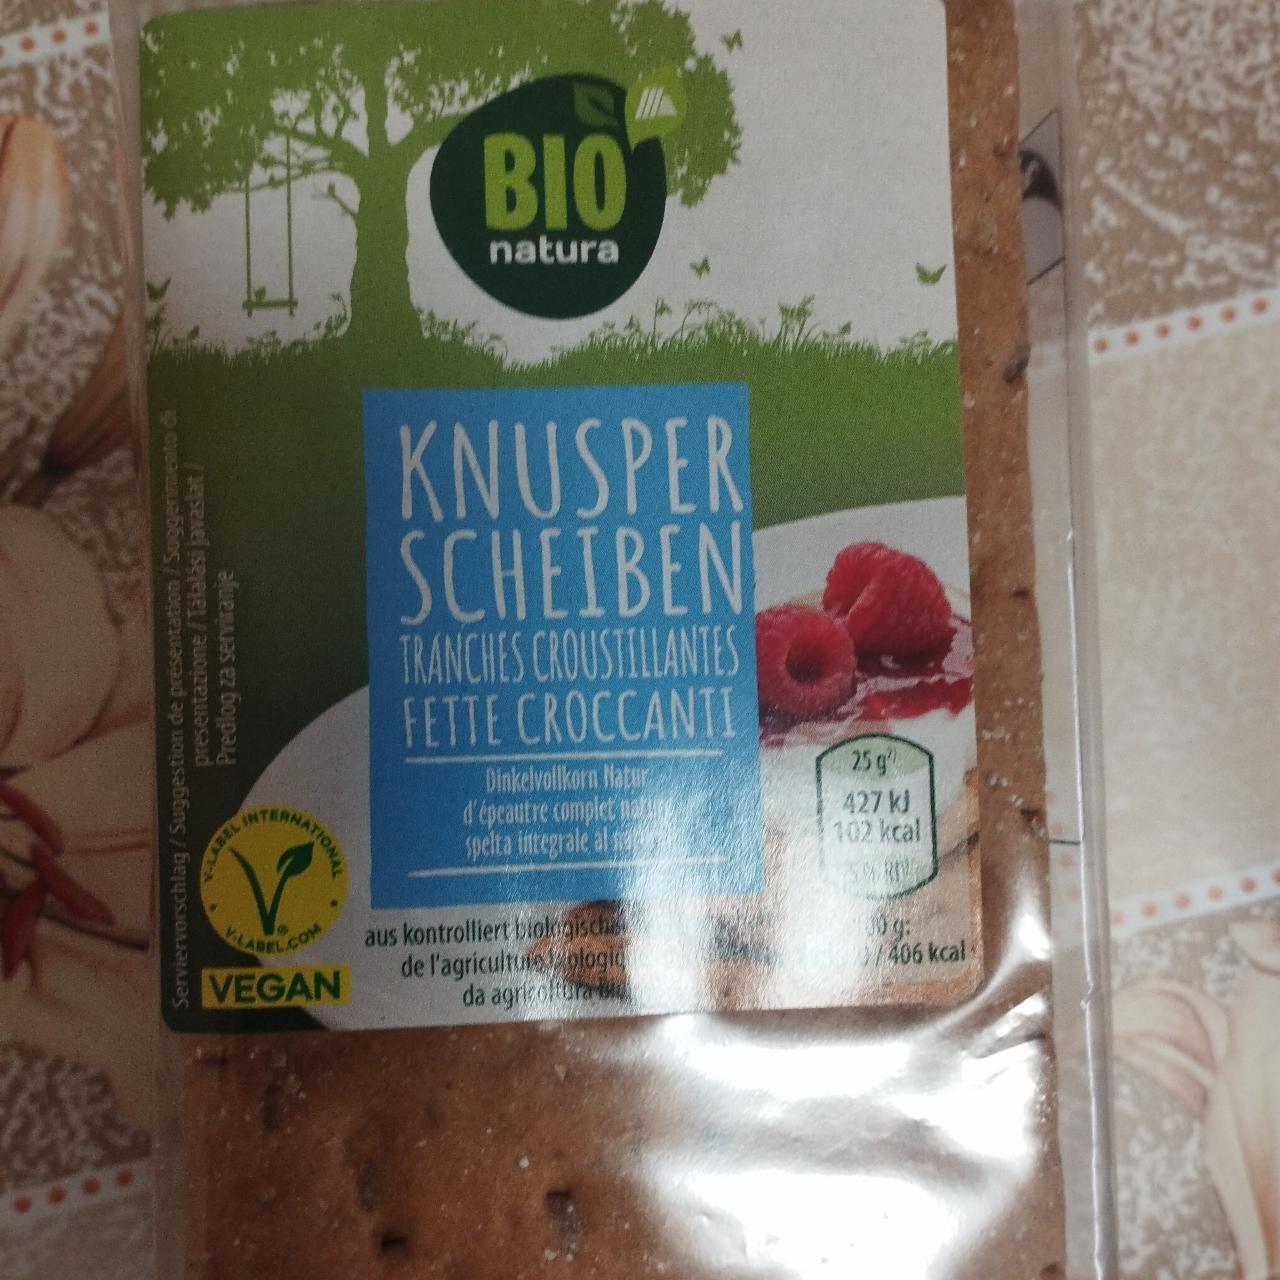 BIO
natura
KNUSPER
SCHEIBEN
TRANCHES CROUSTILLANTES
FETTE CROCCANTI
Dinkelvollkorn Natur
d'épeautre complet
spelta integrale al
25 g²⁾
427 kJ
102 kcal
aus kontrolliert
de l'agriculture
da agricoltura
g:
/ 406 kcal
V-LABEL INTERNATIONAL
V-LABEL.COM
VEGAN
Serviervorschlag / Suggestion de présentation / Suggerimento di
presentazione / Tálalási javaslat /
Predlog za serviranje